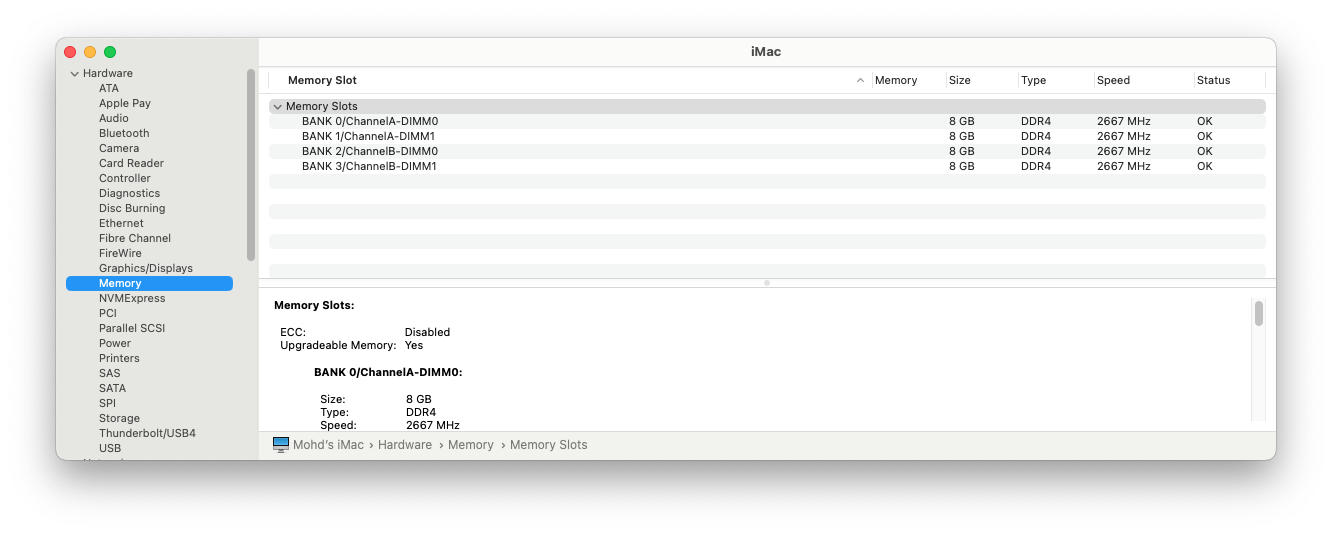 iMac
Hardware
ATA
Apple Pay
Audio
Bluetooth
Camera
Card Reader
Controller
Diagnostics
Disc Burning
Ethernet
Fibre Channel
FireWire
Graphics/Displays
Memory
NVMExpress
PCI
Parallel SCSI
Power
Printers
SAS
SATA
SPI
Storage
Thunderbolt/USB4
USB
Memory Slot Memory Size Type Speed Status
Memory Slots
BANK 0/ChannelA-DIMM0 8 GB DDR4 2667 MHz OK
BANK 1/ChannelA-DIMM1 8 GB DDR4 2667 MHz OK
BANK 2/ChannelB-DIMM0 8 GB DDR4 2667 MHz OK
BANK 3/ChannelB-DIMM1 8 GB DDR4 2667 MHz OK
Memory Slots:
ECC: Disabled
Upgradeable Memory: Yes
BANK 0/ChannelA-DIMM0:
Size: 8 GB
Type: DDR4
Speed: 2667 MHz
Mohd's iMac › Hardware › Memory › Memory Slots